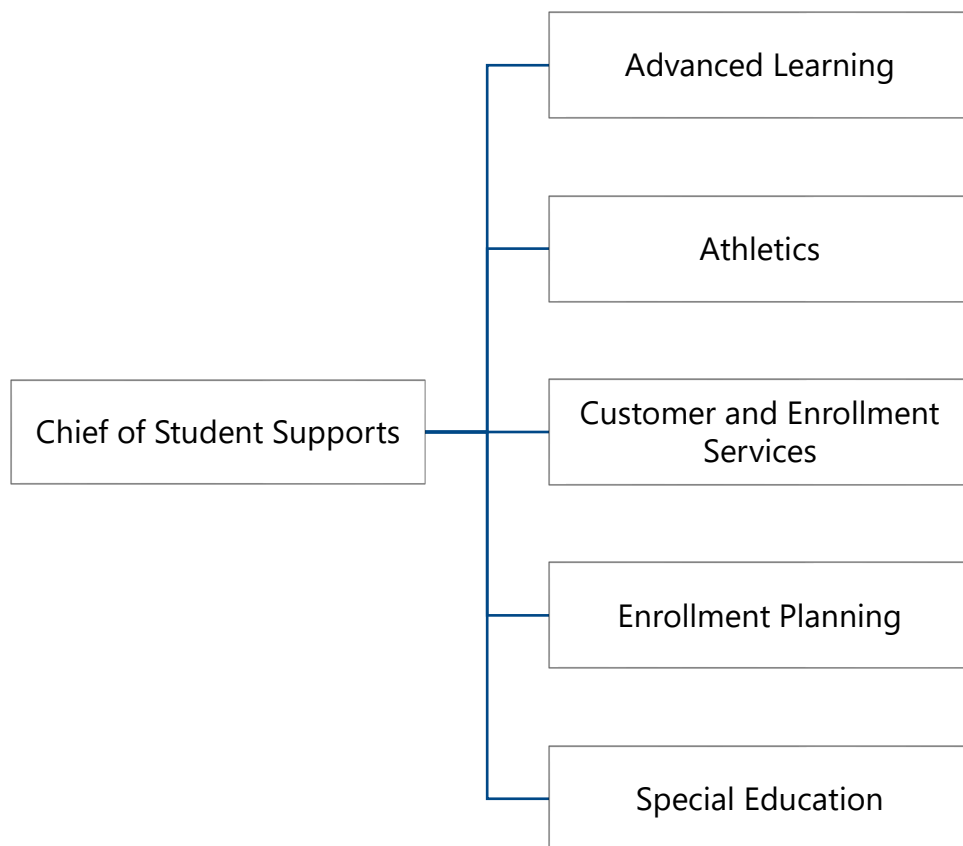 Advanced Learning
Athletics
Chief of Student Supports
Customer and Enrollment
Services
Enrollment Planning
Special Education